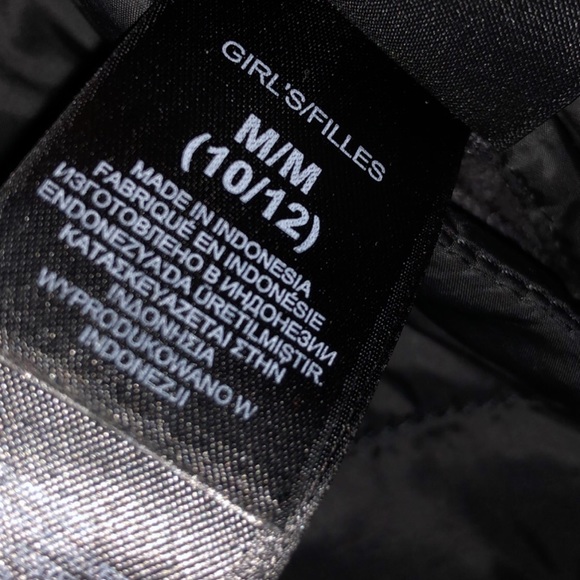 GIRL'S/FILLES
M/M
(10/12)
MADE IN INDONESIA
FABRIQUÉ EN INDONÉSIE
ИЗГОТОВЛЕНО В ИНДОНЕЗИИ
ENDONEZYA'DA ÜRETILMIŞTIR.
ΚΑΤΑΣΚΕΥΑΖΕΤΑΙ ΣΤΗΝ
ΙΝΔΟΝΗΣΙΑ
WYPRODUKOWANO W
INDONEZJI